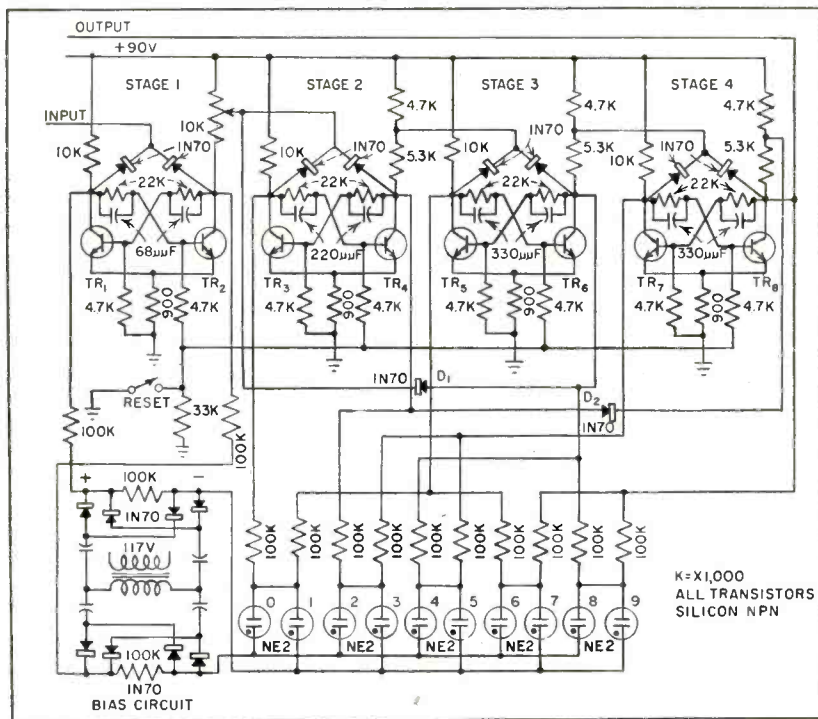 OUTPUT
+90V
STAGE 1
STAGE 2
STAGE 3
STAGE 4
INPUT
4.7K
4.7K
4.7K
10K
10K
1N70
10K
1N70
5.3K
10K
1N70
5.3K
10K
1N70
5.3K
22K
22K
22K
22K
68µµF
220µµF
330µµF
330µµF
TR1
TR2
TR3
TR4
TR5
TR6
TR7
TR8
4.7K
900
4.7K
4.7K
900
4.7K
4.7K
900
4.7K
4.7K
900
4.7K
1N70
D1
D2
1N70
RESET
33K
100K
100K
+
100K
−
1N70
117V
100K
100K
100K
100K
100K
100K
100K
100K
100K
100K
0
1
2
3
4
5
6
7
8
9
NE2
NE2
NE2
NE2
NE2
100K
1N70
BIAS CIRCUIT
K=X1,000
ALL TRANSISTORS
SILICON NPN